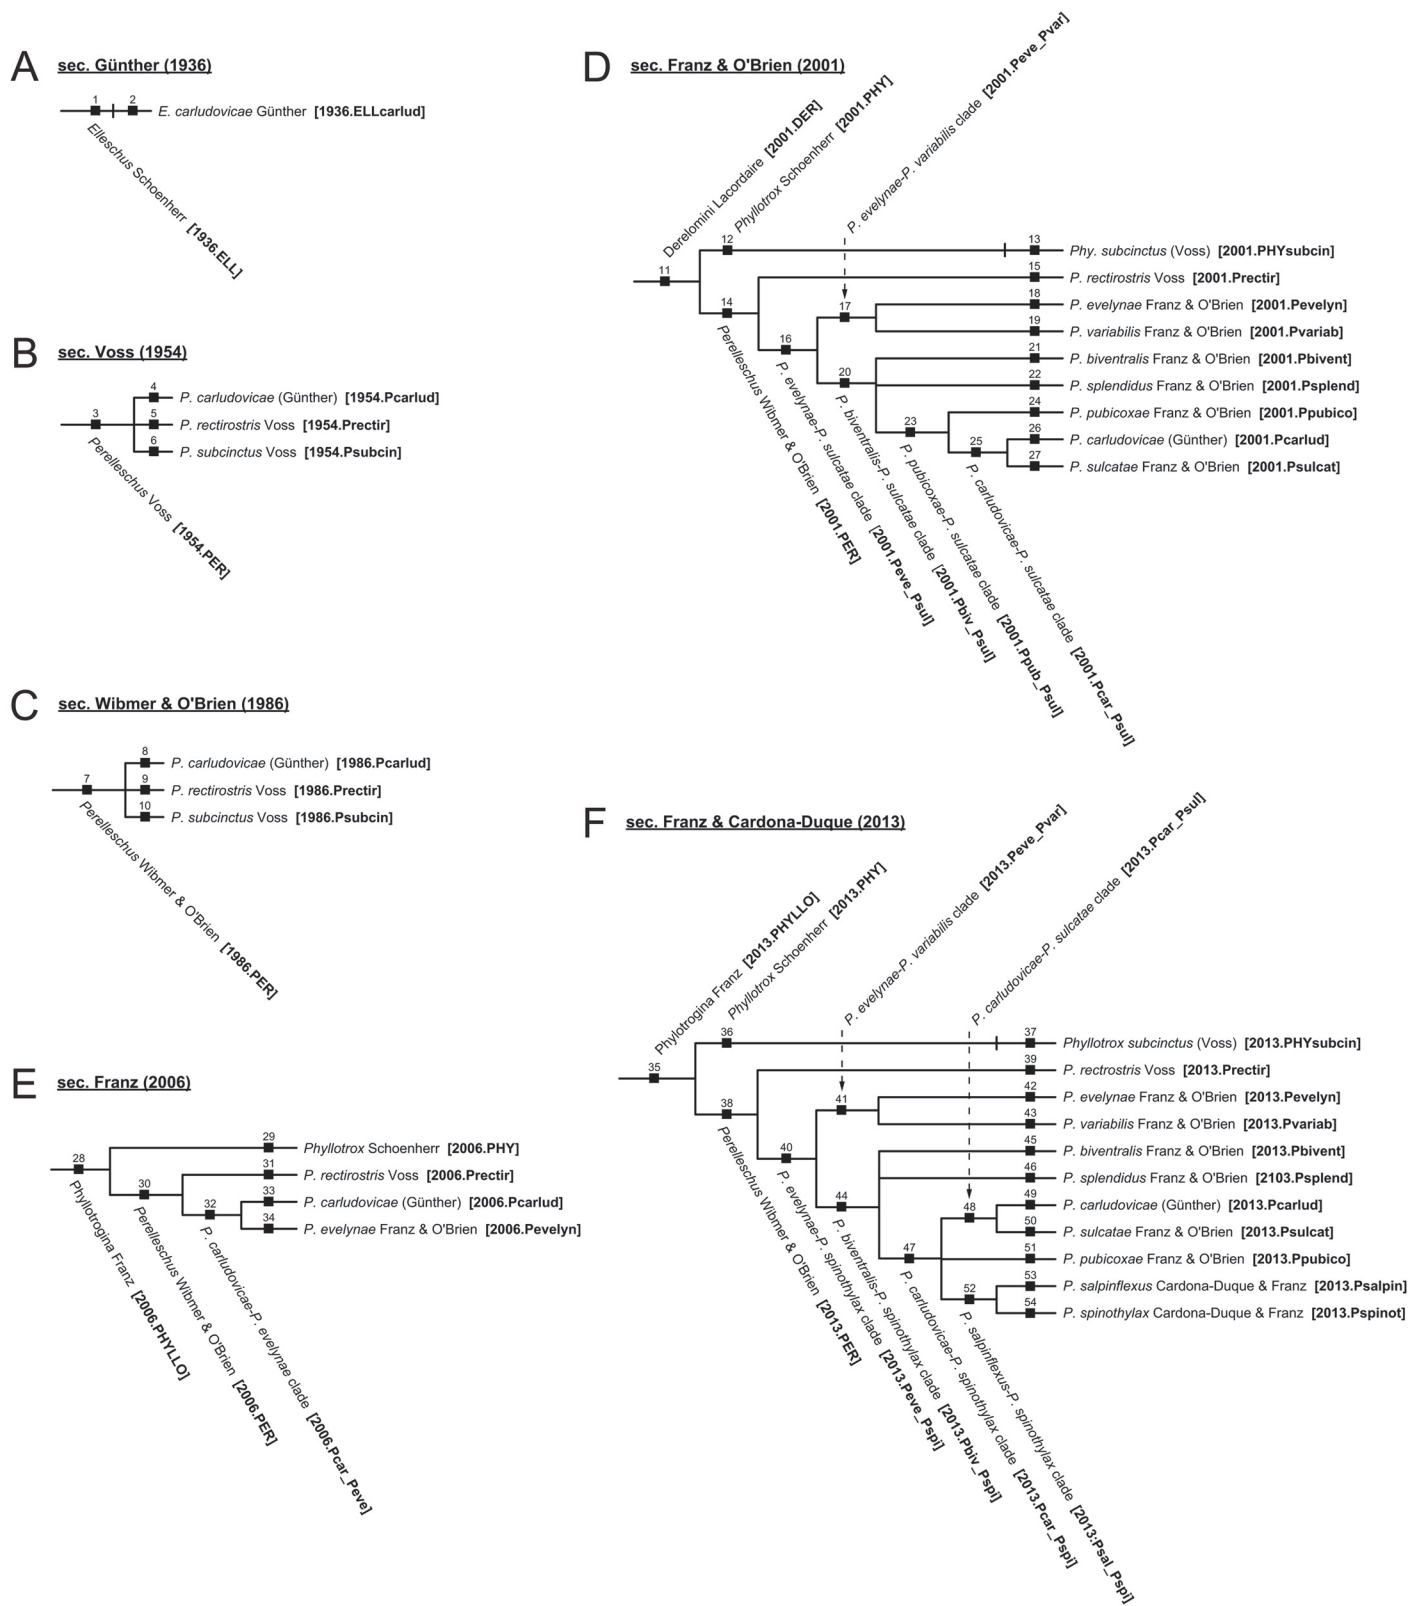 A sec. Günther (1936)
1 2
E. carludovicae Günther [1936.ELLcarlud]
Elleschus Schoenherr [1936.ELL]
B sec. Voss (1954)
4
P. carludovicae (Günther) [1954.Pcarlud]
3 5
P. rectirostris Voss [1954.Prectir]
6
P. subcinctus Voss [1954.Psubcin]
Perelleschus Voss [1954.PER]
C sec. Wibmer & O'Brien (1986)
8
P. carludovicae (Günther) [1986.Pcarlud]
7 9
P. rectirostris Voss [1986.Prectir]
10
P. subcinctus Voss [1986.Psubcin]
Perelleschus Wibmer & O'Brien [1986.PER]
E sec. Franz (2006)
29
Phyllotrox Schoenherr [2006.PHY]
28 31
P. rectirostris Voss [2006.Prectir]
30 33
P. carludovicae (Günther) [2006.Pcarlud]
32 34
P. evelynae Franz & O'Brien [2006.Pevelyn]
Phyllotrogina Franz [2006.PHYLLO]
Perelleschus Wibmer & O'Brien [2006.PER]
P. carludovicae-P. evelynae clade [2006.Pcar_Peve]
D sec. Franz & O'Brien (2001)
Derelomini Lacordaire [2001.DER]
Phyllotrox Schoenherr [2001.PHY]
P. evelynae-P. variabilis clade [2001.Peve_Pvar]
12 13
Phy. subcinctus (Voss) [2001.PHYsubcin]
11 15
P. rectirostris Voss [2001.Prectir]
14 17 18
P. evelynae Franz & O'Brien [2001.Pevelyn]
19
P. variabilis Franz & O'Brien [2001.Pvariab]
16 21
P. biventralis Franz & O'Brien [2001.Pbivent]
20 22
P. splendidus Franz & O'Brien [2001.Psplend]
24
P. pubicoxae Franz & O'Brien [2001.Ppubico]
23 26
P. carludovicae (Günther) [2001.Pcarlud]
25 27
P. sulcatae Franz & O'Brien [2001.Psulcat]
Perelleschus Wibmer & O'Brien [2001.PER]
P. evelynae-P. sulcatae clade [2001.Peve_Psul]
P. biventralis-P. sulcatae clade [2001.Pbiv_Psul]
P. pubicoxae-P. sulcatae clade [2001.Ppub_Psul]
P. carludovicae-P. sulcatae clade [2001.Pcar_Psul]
F sec. Franz & Cardona-Duque (2013)
Phylotrogina Franz [2013.PHYLLO]
Phyllotrox Schoenherr [2013.PHY]
P. evelynae-P. variabilis clade [2013.Peve_Pvar]
P. carludovicae-P. sulcatae clade [2013.Pcar_Psul]
36 37
Phyllotrox subcinctus (Voss) [2013.PHYsubcin]
35 39
P. rectrostris Voss [2013.Prectir]
42
P. evelynae Franz & O'Brien [2013.Pevelyn]
38 41 43
P. variabilis Franz & O'Brien [2013.Pvariab]
40 45
P. biventralis Franz & O'Brien [2013.Pbivent]
46
P. splendidus Franz & O'Brien [2103.Psplend]
44 49
P. carludovicae (Günther) [2013.Pcarlud]
48 50
P. sulcatae Franz & O'Brien [2013.Psulcat]
47 51
P. pubicoxae Franz & O'Brien [2013.Ppubico]
53
P. salpinflexus Cardona-Duque & Franz [2013.Psalpin]
52 54
P. spinothylax Cardona-Duque & Franz [2013.Pspinot]
Perelleschus Wibmer & O'Brien [2013.PER]
P. evelynae-P. spinothylax clade [2013.Peve_Pspi]
P. biventralis-P. spinothylax clade [2013.Pbiv_Pspi]
P. carludovicae-P. spinothylax clade [2013.Pcar_Pspi]
P. salpinflexus-P. spinothylax clade [2013:Psal_Pspi]